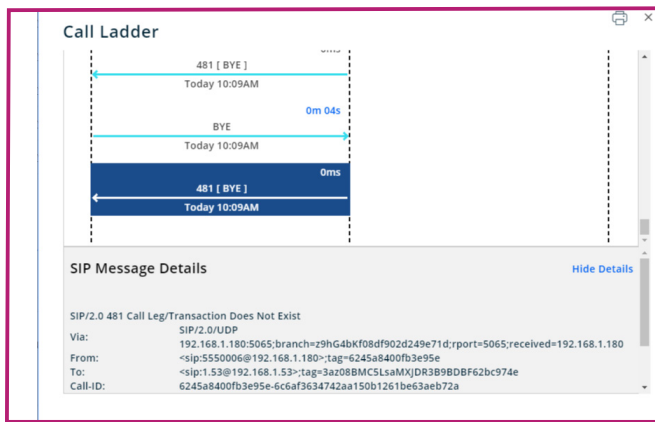 Call Ladder
0ms
481 [ BYE ]
Today 10:09AM
0m 04s
BYE
Today 10:09AM
0ms
481 [ BYE ]
Today 10:09AM
SIP Message Details
Hide Details
SIP/2.0 481 Call Leg/Transaction Does Not Exist
Via: SIP/2.0/UDP
192.168.1.180:5065;branch=z9hG4bKf08df902d249e71d;rport=5065;received=192.168.1.180
From: <sip:5550006@192.168.1.180>;tag=6245a8400fb3e95e
To: <sip:1.53@192.168.1.53>;tag=3az08BMC5LsaMXJDR3B9BDBF62bc974e
Call-ID: 6245a8400fb3e95e-6c6af3634742aa150b1261be63aeb72a